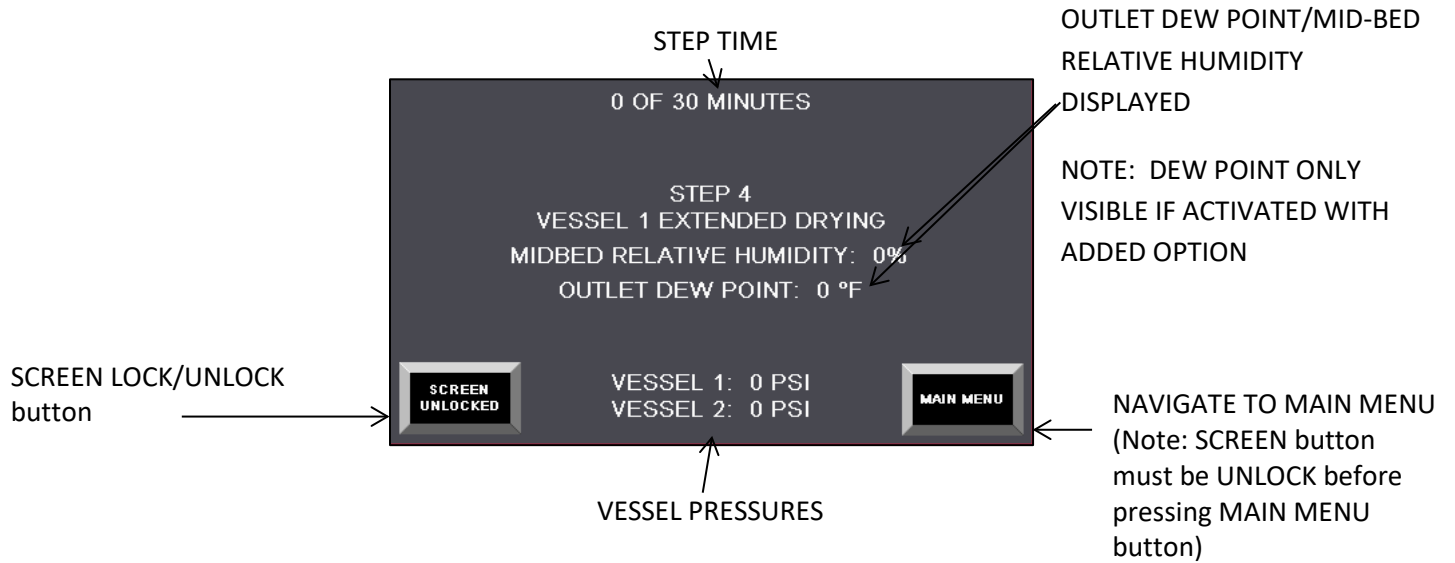 STEP TIME
OUTLET DEW POINT/MID-BED
RELATIVE HUMIDITY
DISPLAYED
NOTE: DEW POINT ONLY
VISIBLE IF ACTIVATED WITH
ADDED OPTION
0 OF 30 MINUTES
STEP 4
VESSEL 1 EXTENDED DRYING
MIDBED RELATIVE HUMIDITY: 0%
OUTLET DEW POINT: 0 ºF
SCREEN LOCK/UNLOCK
button
SCREEN
UNLOCKED
VESSEL 1: 0 PSI
VESSEL 2: 0 PSI
MAIN MENU
NAVIGATE TO MAIN MENU
(Note: SCREEN button
must be UNLOCK before
pressing MAIN MENU
button)
VESSEL PRESSURES